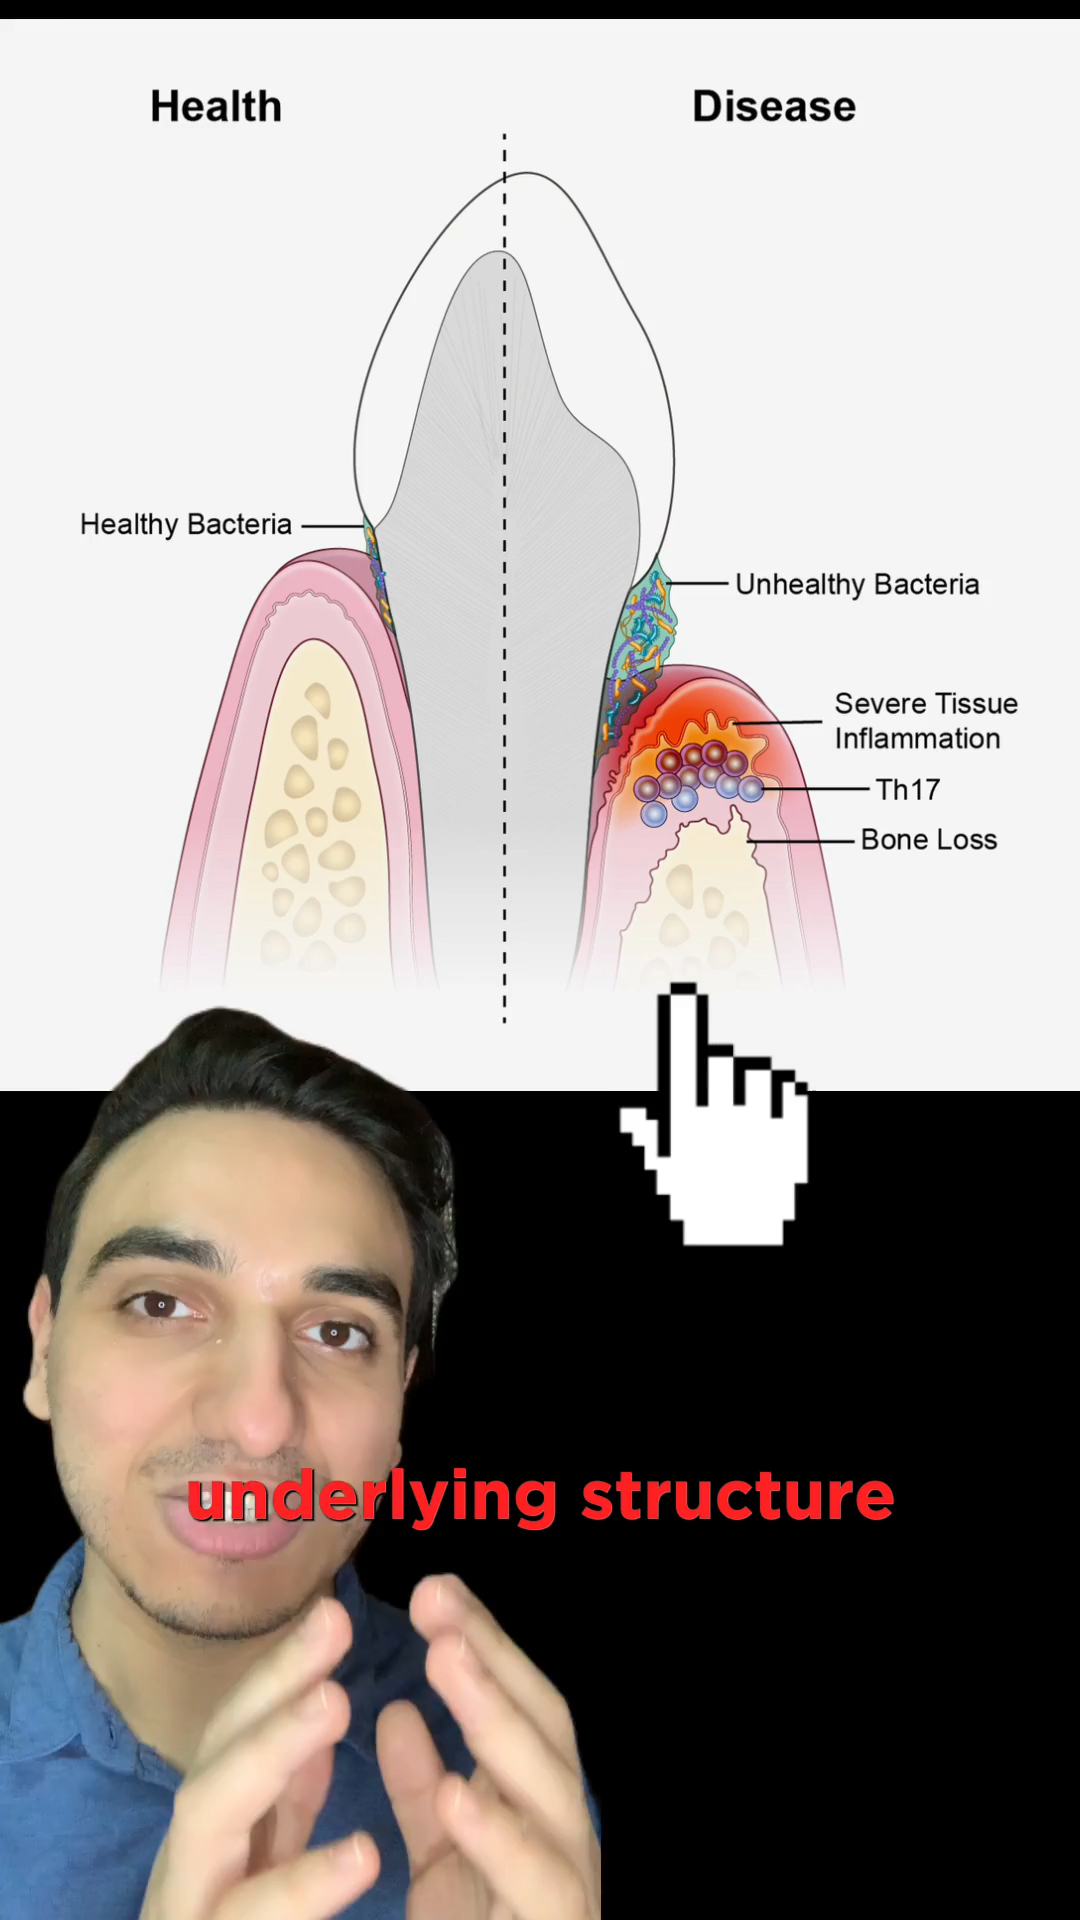 Health
Disease
Healthy Bacteria
Unhealthy Bacteria
Severe Tissue
Inflammation
Th17
Bone Loss
underlying structure